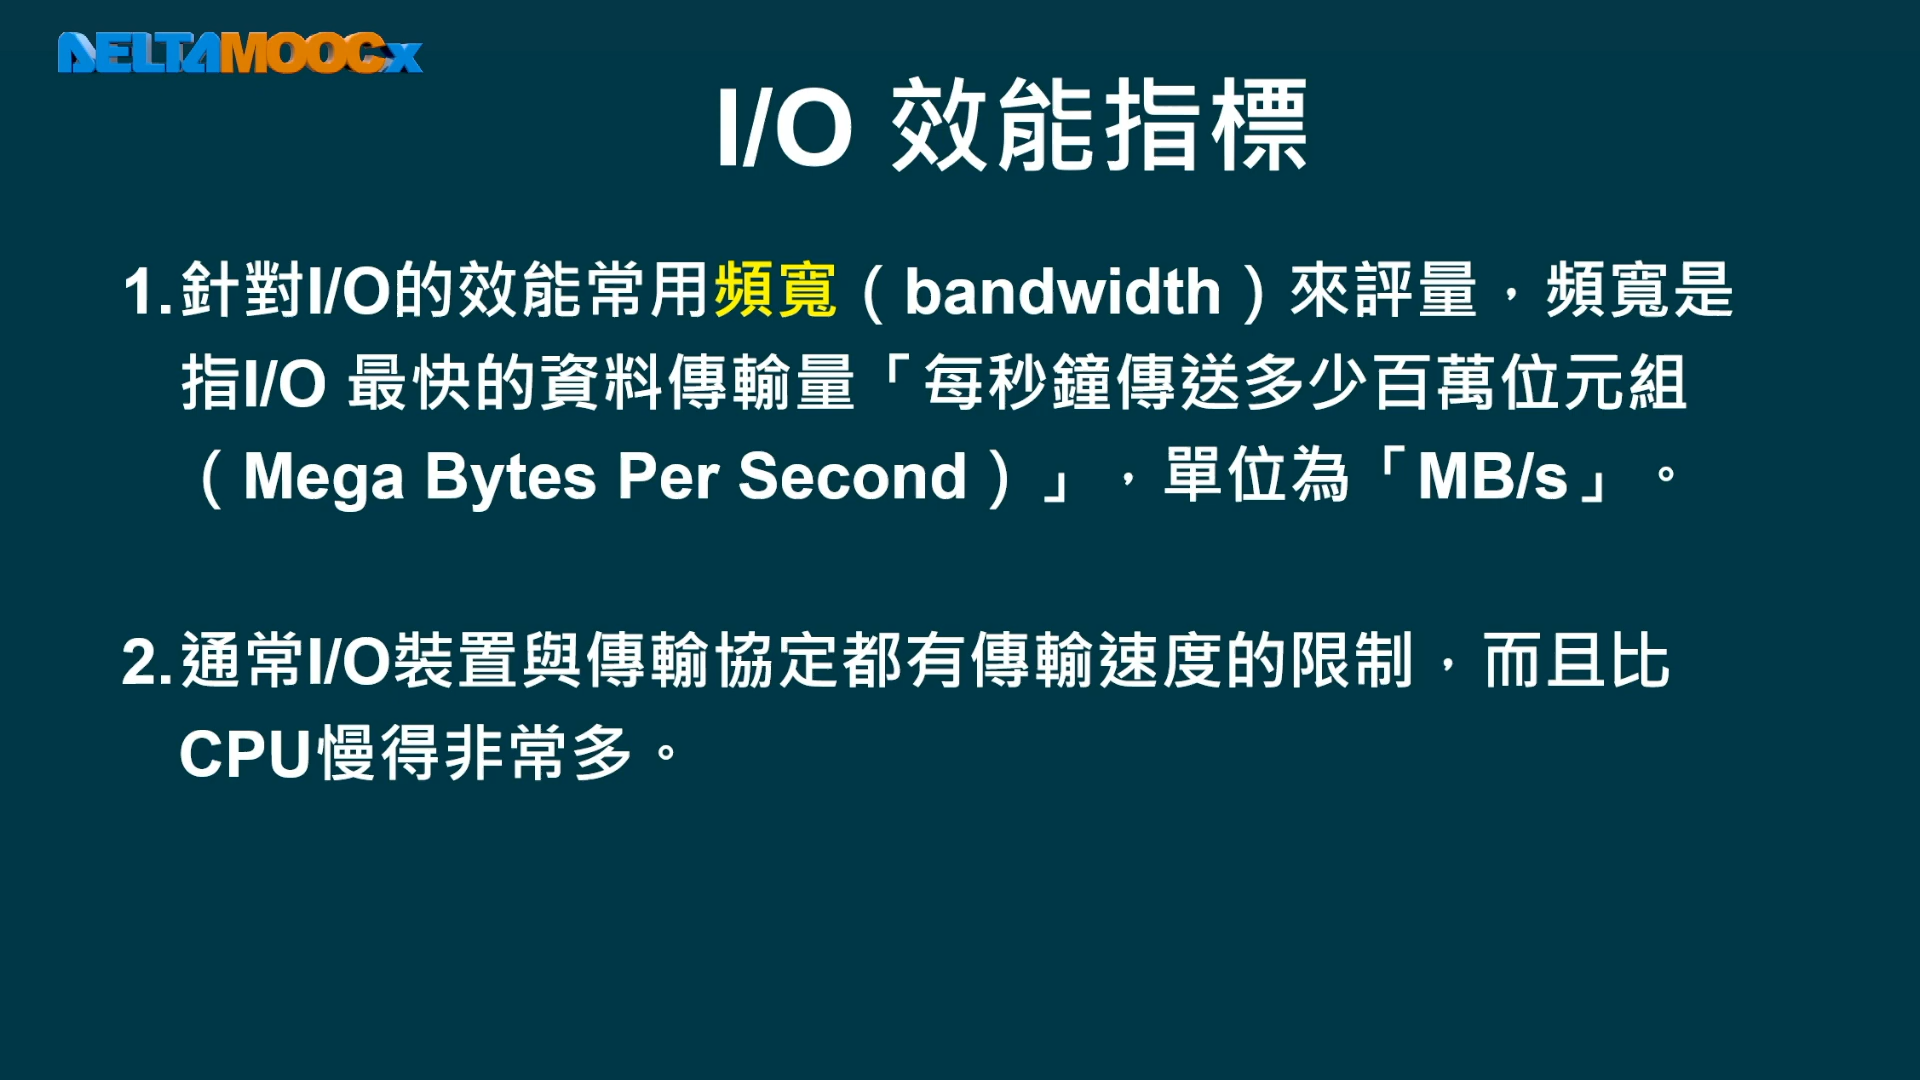 DELTAMOOCx
I/O 效能指標
1.針對I/O的效能常用頻寬（bandwidth）來評量，頻寬是
指I/O 最快的資料傳輸量「每秒鐘傳送多少百萬位元組
（Mega Bytes Per Second）」，單位為「MB/s」。
2.通常I/O裝置與傳輸協定都有傳輸速度的限制，而且比
CPU慢得非常多。